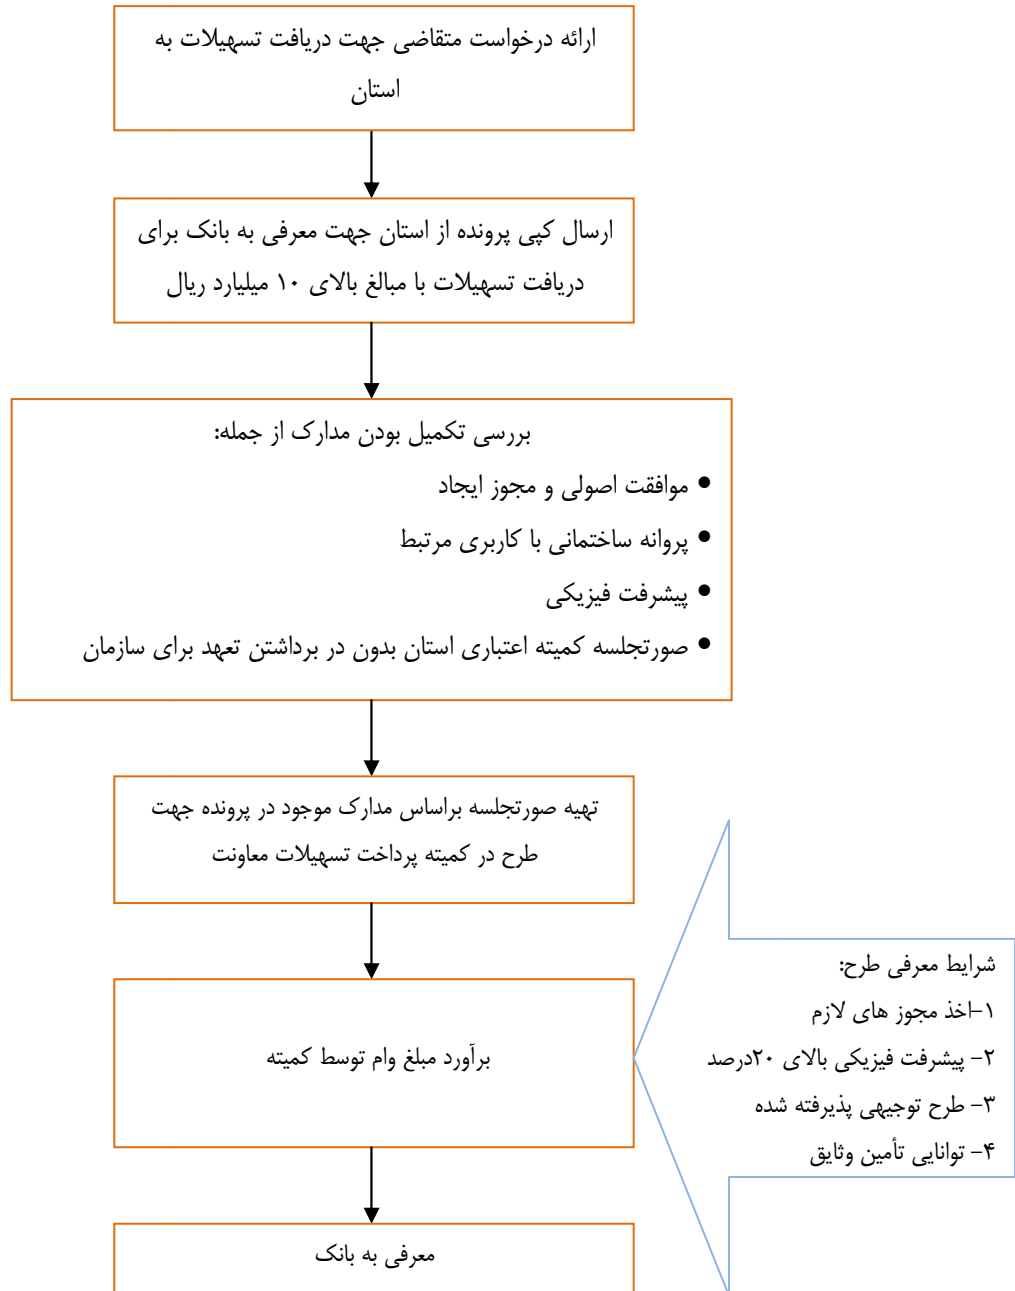 ارائه درخواست متقاضی جهت دریافت تسهیلات به
استان
ارسال کپی پرونده از استان جهت معرفی به بانک برای
دریافت تسهیلات با مبالغ بالای ۱۰ میلیارد ریال
بررسی تکمیل بودن مدارک از جمله:
● موافقت اصولی و مجوز ایجاد
● پروانه ساختمانی با کاربری مرتبط
● پیشرفت فیزیکی
● صورتجلسه کمیته اعتباری استان بدون در برداشتن تعهد برای سازمان
تهیه صورتجلسه براساس مدارک موجود در پرونده جهت
طرح در کمیته پرداخت تسهیلات معاونت
برآورد مبلغ وام توسط کمیته
شرایط معرفی طرح:
۱-اخذ مجوز های لازم
۲- پیشرفت فیزیکی بالای ۲۰درصد
۳- طرح توجیهی پذیرفته شده
۴- توانایی تأمین وثایق
معرفی به بانک